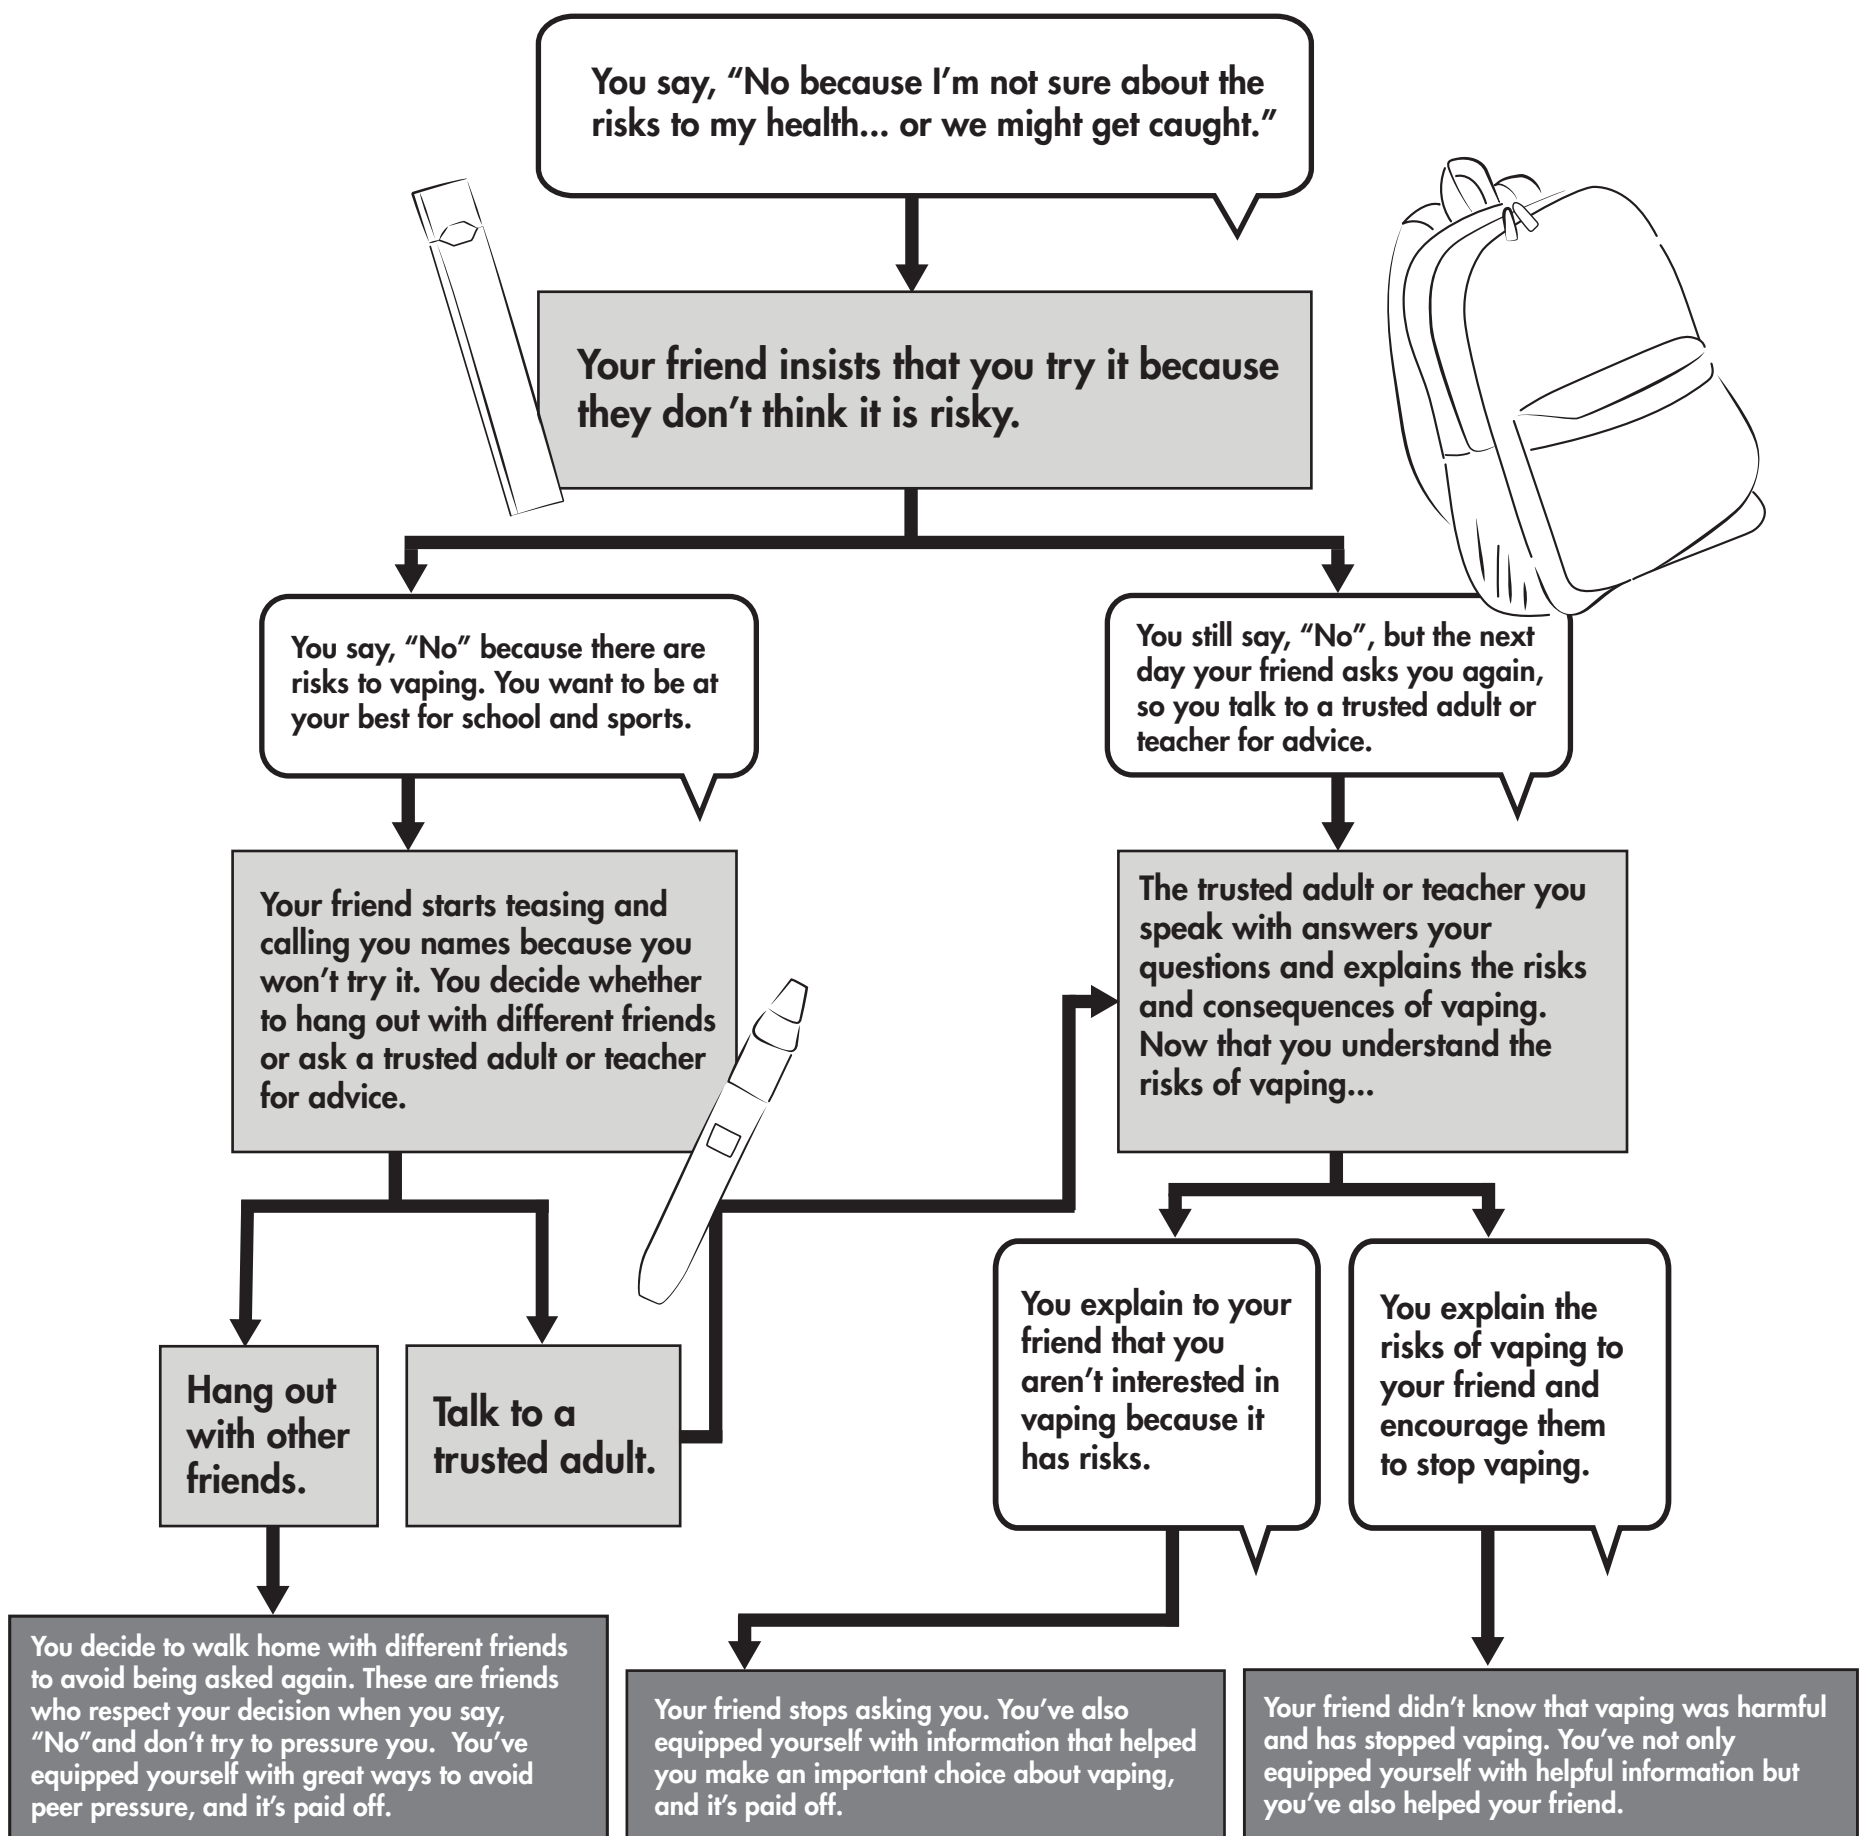 You say, “No because I’m not sure about the
risks to my health... or we might get caught.”
Your friend insists that you try it because
they don’t think it is risky.
You say, “No” because there are
risks to vaping. You want to be at
your best for school and sports.
You still say, “No”, but the next
day your friend asks you again,
so you talk to a trusted adult or
teacher for advice.
Your friend starts teasing and
calling you names because you
won’t try it. You decide whether
to hang out with different friends
or ask a trusted adult or teacher
for advice.
The trusted adult or teacher you
speak with answers your
questions and explains the risks
and consequences of vaping.
Now that you understand the
risks of vaping...
Hang out
with other
friends.
Talk to a
trusted adult.
You explain to your
friend that you
aren’t interested in
vaping because it
has risks.
You explain the
risks of vaping to
your friend and
encourage them
to stop vaping.
You decide to walk home with different friends
to avoid being asked again. These are friends
who respect your decision when you say,
“No”and don’t try to pressure you.  You’ve
equipped yourself with great ways to avoid
peer pressure, and it’s paid off.
Your friend stops asking you. You’ve also
equipped yourself with information that helped
you make an important choice about vaping,
and it’s paid off.
Your friend didn’t know that vaping was harmful
and has stopped vaping. You’ve not only
equipped yourself with helpful information but
you’ve also helped your friend.